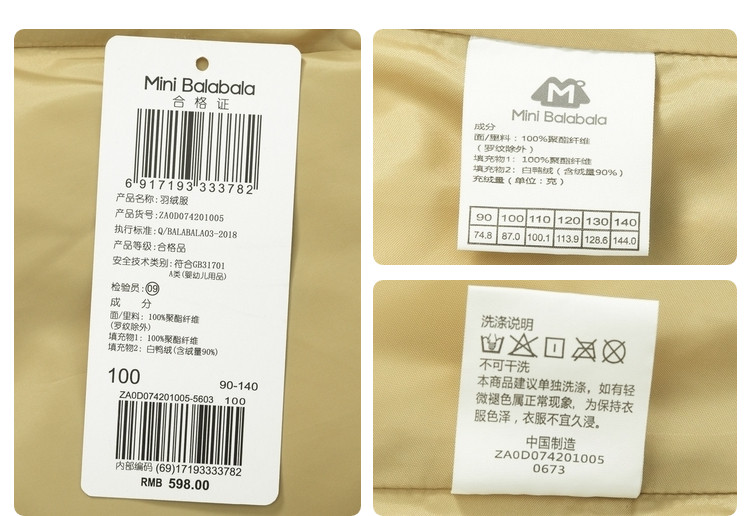 Mini Balabala
合格证
6 917193 333782
产品名称: 羽绒服
产品货号: ZA0D074201005
执行标准: Q/BALABALA03-2018
产品等级: 合格品
安全技术类别: 符合GB31701
A类(婴幼儿用品)
检验员: 09
成 分
面/里料: 100%聚酯纤维
(罗纹除外)
填充物1: 100%聚酯纤维
填充物2: 白鸭绒(含绒量90%)
100 90-140
ZA0D074201005-5603 100
内部编码 (69)17193333782
RMB 598.00
M
Mini Balabala
成分
面/里料: 100%聚酯纤维
(罗纹除外)
填充物1: 100%聚酯纤维
填充物2: 白鸭绒(含绒量90%)
充绒量(单位: 克)
90 100 110 120 130 140
74.8 87.0 100.1 113.9 128.6 144.0
洗涤说明
不可干洗
本商品建议单独洗涤, 如有轻
微褪色属正常现象, 为保持衣
服色泽, 衣服不宜久浸。
中国制造
ZA0D074201005
0673